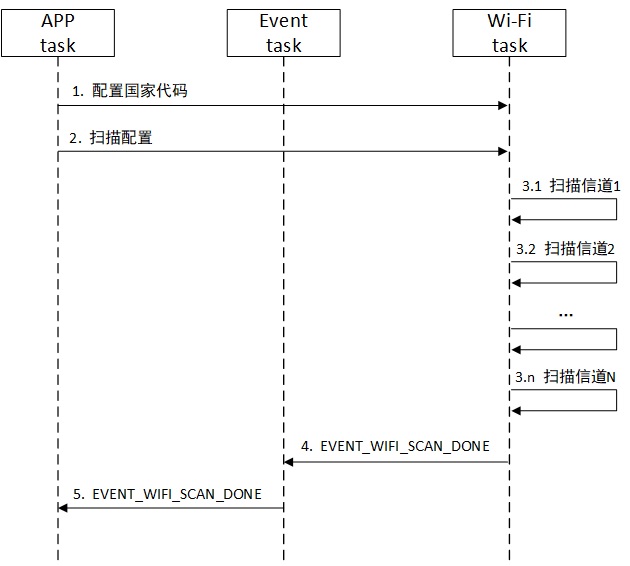 APP
task
Event
task
Wi-Fi
task
1. 配置国家代码
2. 扫描配置
3.1 扫描信道1
3.2 扫描信道2
...
3.n 扫描信道N
4. EVENT_WIFI_SCAN_DONE
5. EVENT_WIFI_SCAN_DONE